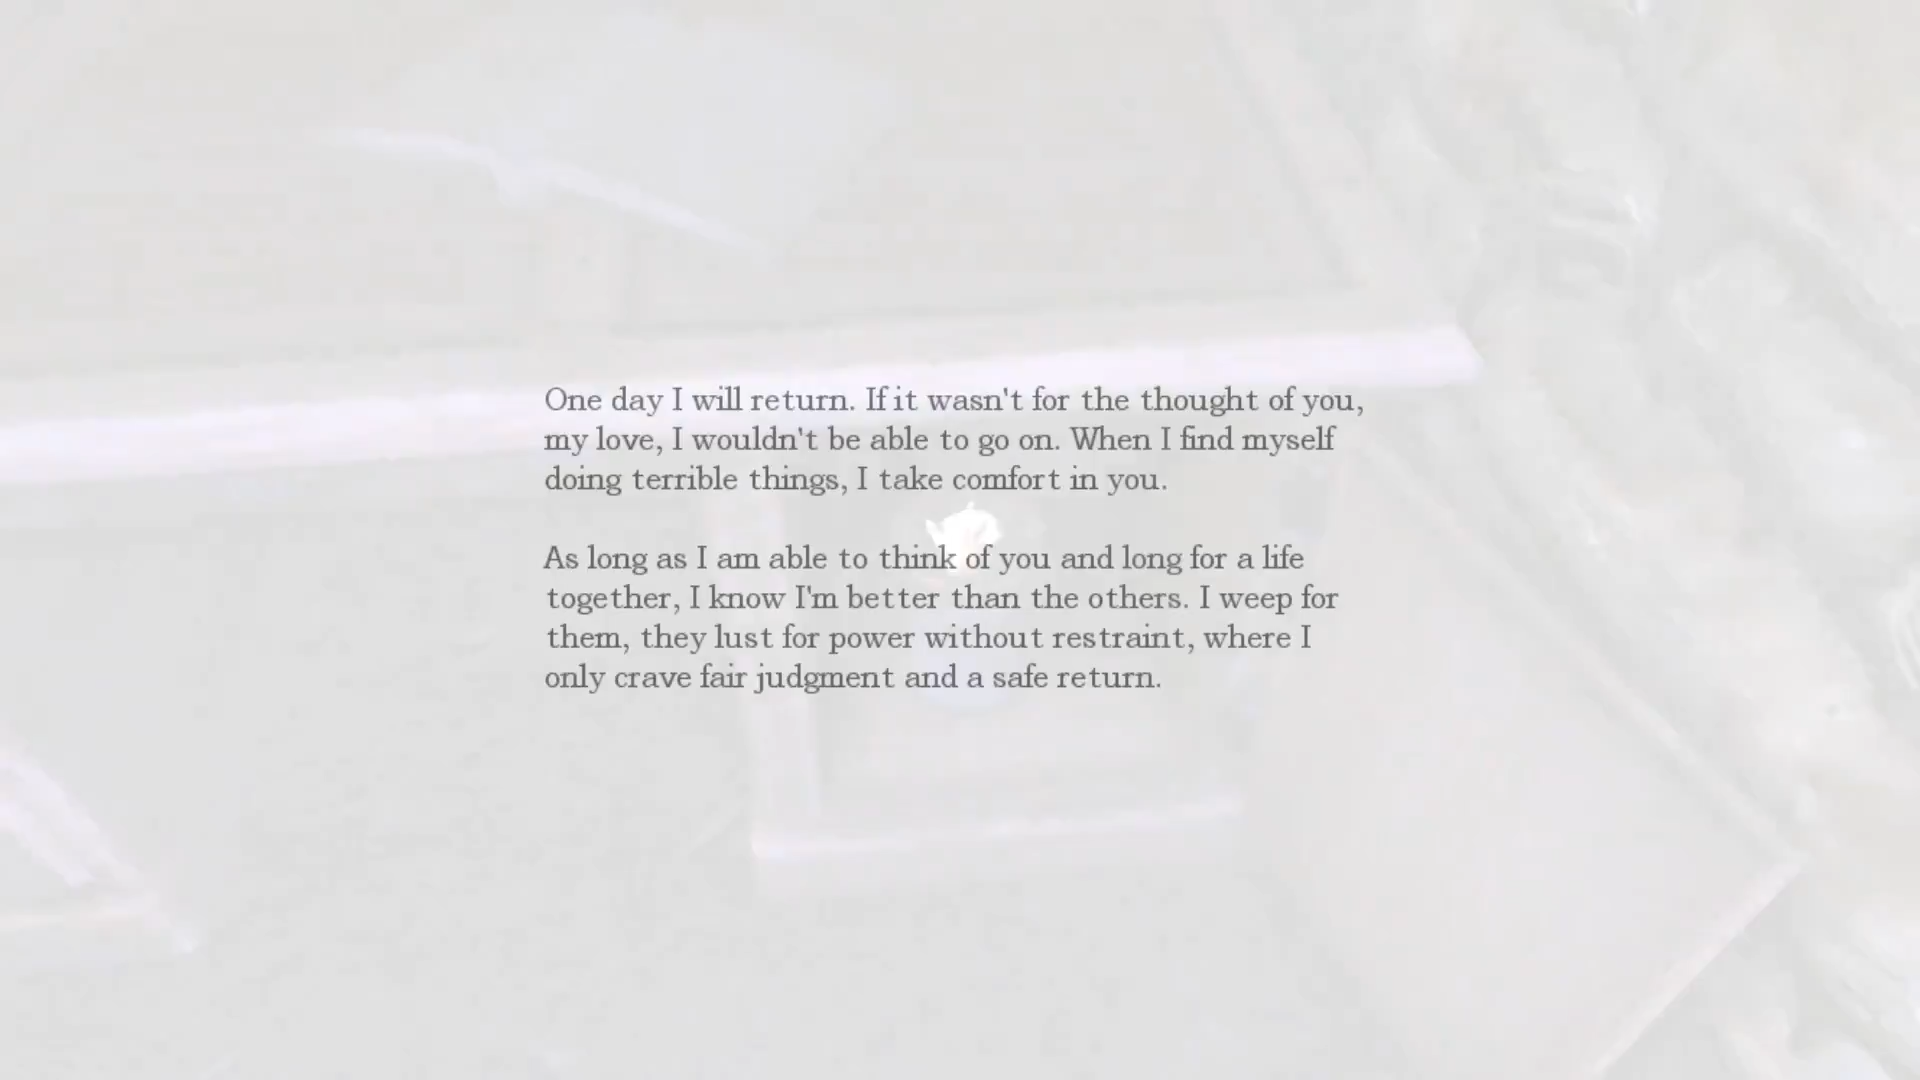 One day I will return. If it wasn't for the thought of you,
my love, I wouldn't be able to go on. When I find myself
doing terrible things, I take comfort in you.
As long as I am able to think of you and long for a life
together, I know I'm better than the others. I weep for
them, they lust for power without restraint, where I
only crave fair judgment and a safe return.